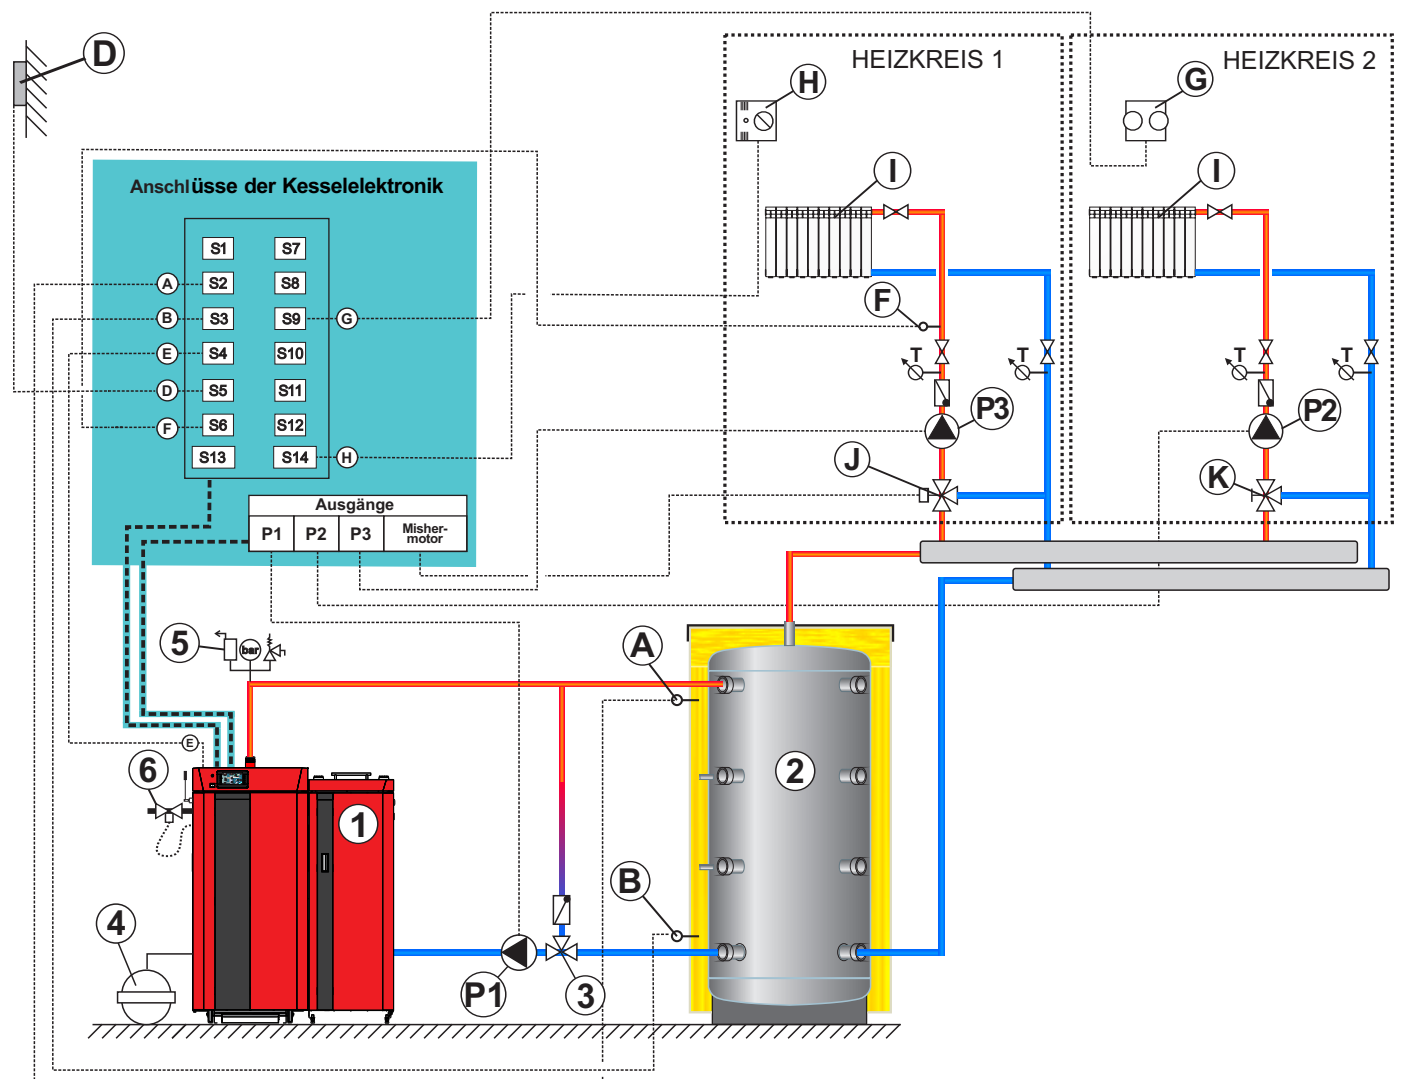 D
HEIZKREIS 1
HEIZKREIS 2
H
G
Anschlüsse der Kesselelektronik
I
I
S1
S7
A
S2
S8
B
S3
S9
G
F
E
S4
S10
T
T
T
T
D
S5
S11
F
S6
S12
P3
P2
S13
S14
H
J
K
Ausgänge
P1
P2
P3
Misher-
motor
5
bar
A
E
6
2
1
B
4
P1
3